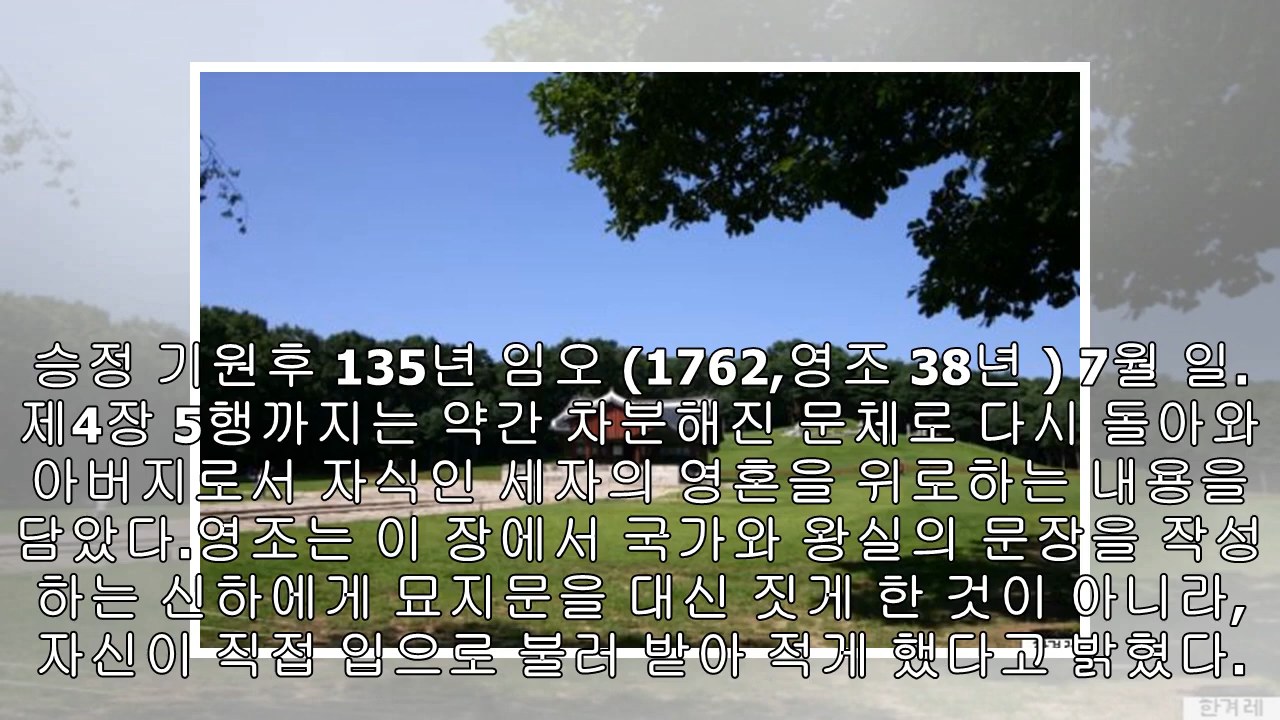 승정 기원후 135년 임오 (1762,영조 38년 ) 7월 일.
제4장 5행까지는 약간 차분해진 문체로 다시 돌아와
아버지로서 자식인 세자의 영혼을 위로하는 내용을
담았다.영조는 이 장에서 국가와 왕실의 문장을 작성
하는 신하에게 묘지문을 대신 짓게 한 것이 아니라,
자신이 직접 입으로 불러 받아 적게 했다고 밝혔다.
한겨레